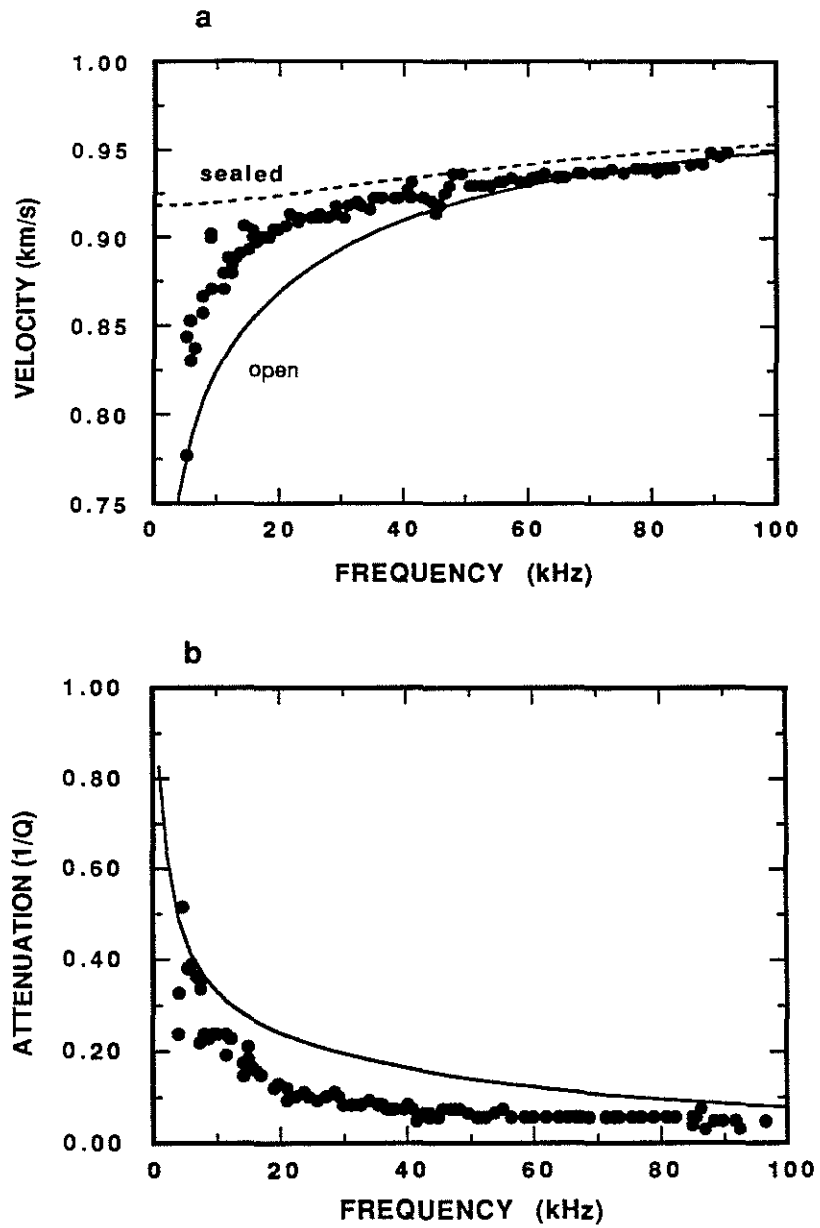 a
1.00
0.95
0.90
0.85
0.80
0.75
VELOCITY (km/s)
sealed
open
0 20 40 60 80 100
FREQUENCY (kHz)
b
1.00
0.80
0.60
0.40
0.20
0.00
ATTENUATION (1/Q)
0 20 40 60 80 100
FREQUENCY (kHz)